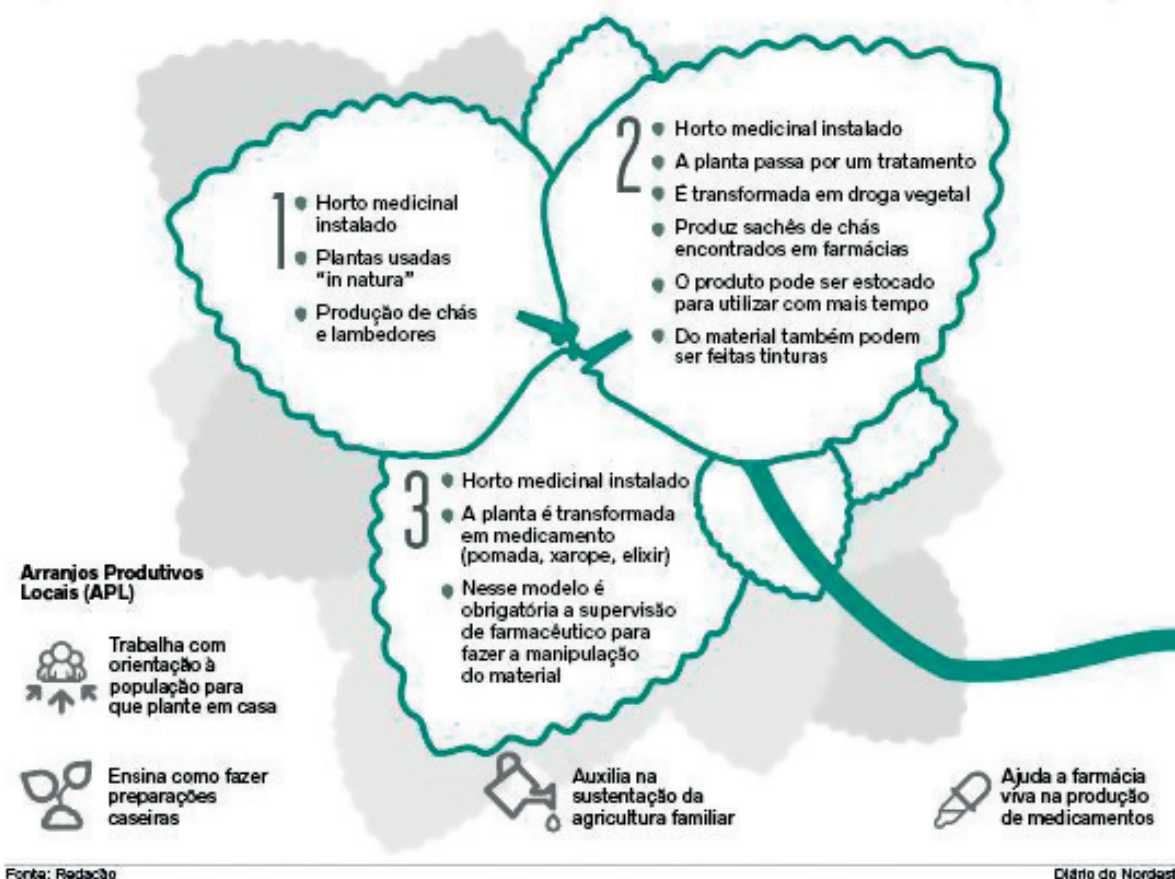 1
Horto medicinal
instalado
Plantas usadas
“in natura”
Produção de chás
e lambedores
2
Horto medicinal instalado
A planta passa por um tratamento
É transformada em droga vegetal
Produz sachês de chás
encontrados em farmácias
O produto pode ser estocado
para utilizar com mais tempo
Do material também podem
ser feitas tinturas
3
Horto medicinal instalado
A planta é transformada
em medicamento
(pomada, xarope, elixir)
Nesse modelo é
obrigatória a supervisão
de farmacêutico para
fazer a manipulação
do material
Arranjos Produtivos
Locais (APL)
Trabalha com
orientação à
população para
que plante em casa
Ensina como fazer
preparações
caseiras
Auxilia na
sustentação da
agricultura familiar
Ajuda a farmácia
viva na produção
de medicamentos
Fonte: Redação
Diário do Nordest